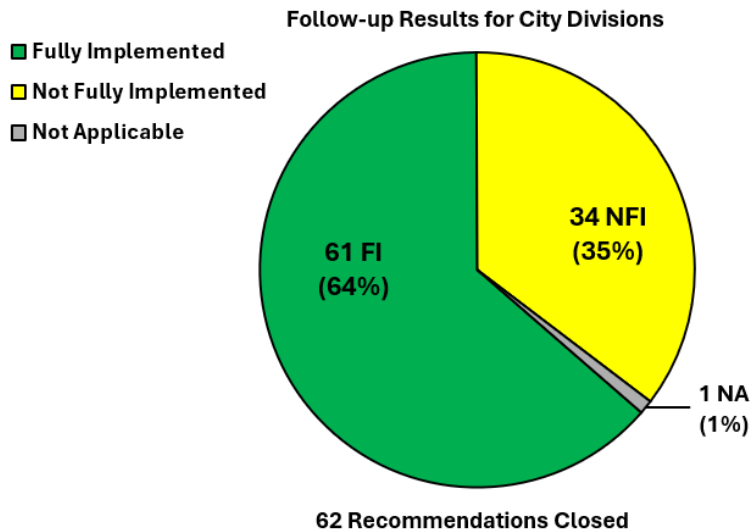 Follow-up Results for City Divisions
Fully Implemented
Not Fully Implemented
Not Applicable
34 NFI
(35%)
61 FI
(64%)
1 NA
(1%)
62 Recommendations Closed